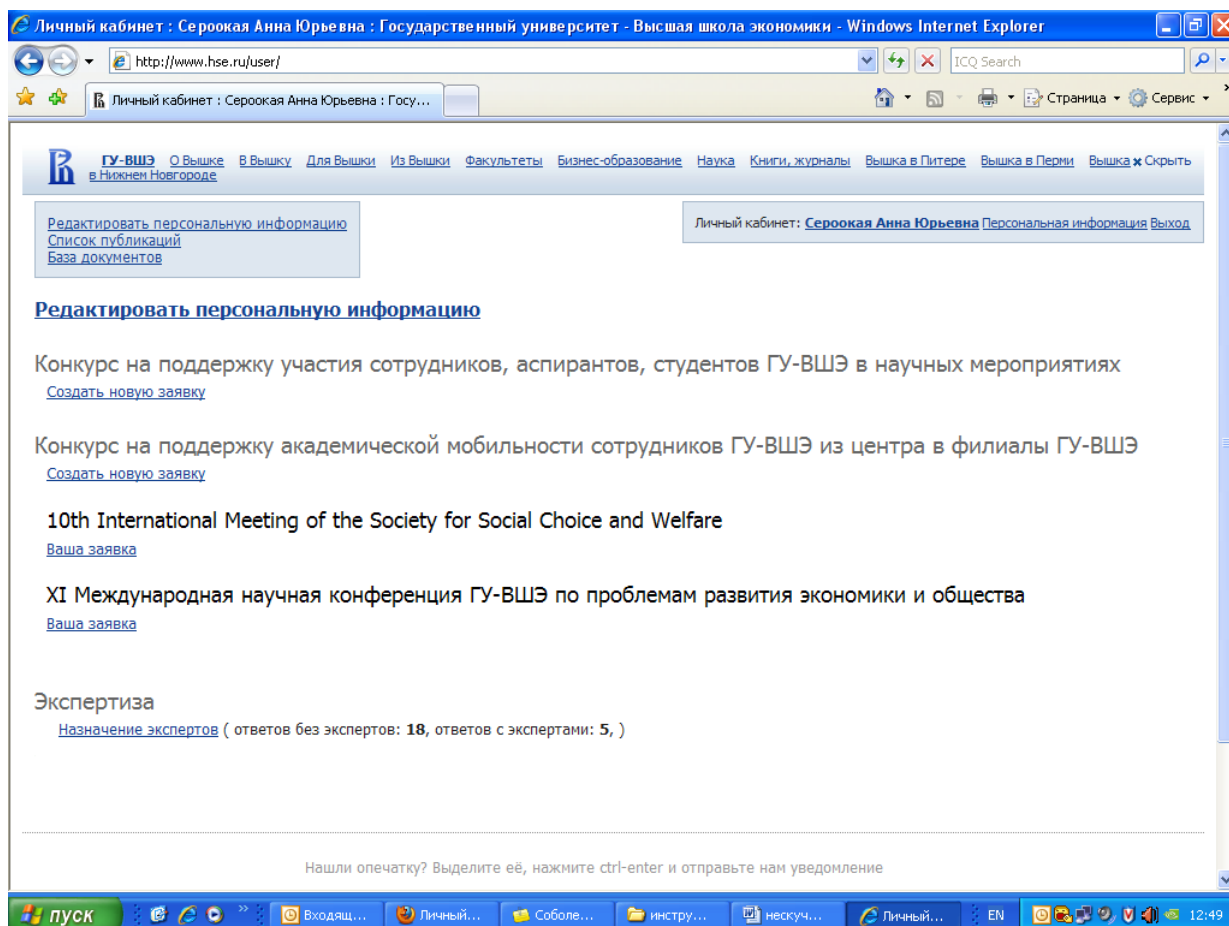 Личный кабинет : Сероокая Анна Юрьевна : Государственный университет - Высшая школа экономики - Windows Internet Explorer
http://www.hse.ru/user/
ICQ Search
Личный кабинет : Сероокая Анна Юрьевна : Госу...
Страница
Сервис
ГУ-ВШЭ О Вышке В Вышку Для Вышки Из Вышки Факультеты Бизнес-образование Наука Книги, журналы Вышка в Питере Вышка в Перми Вышка Скрыть
в Нижнем Новгороде
Редактировать персональную информацию
Список публикаций
База документов
Личный кабинет: Сероокая Анна Юрьевна Персональная информация Выход
Редактировать персональную информацию
Конкурс на поддержку участия сотрудников, аспирантов, студентов ГУ-ВШЭ в научных мероприятиях
Создать новую заявку
Конкурс на поддержку академической мобильности сотрудников ГУ-ВШЭ из центра в филиалы ГУ-ВШЭ
Создать новую заявку
10th International Meeting of the Society for Social Choice and Welfare
Ваша заявка
XI Международная научная конференция ГУ-ВШЭ по проблемам развития экономики и общества
Ваша заявка
Экспертиза
Назначение экспертов ( ответов без экспертов: 18, ответов с экспертами: 5, )
Нашли опечатку? Выделите её, нажмите ctrl-enter и отправьте нам уведомление
пуск Входящ... Личный... Соболе... инстру... нескуч... Личный... EN 12:49